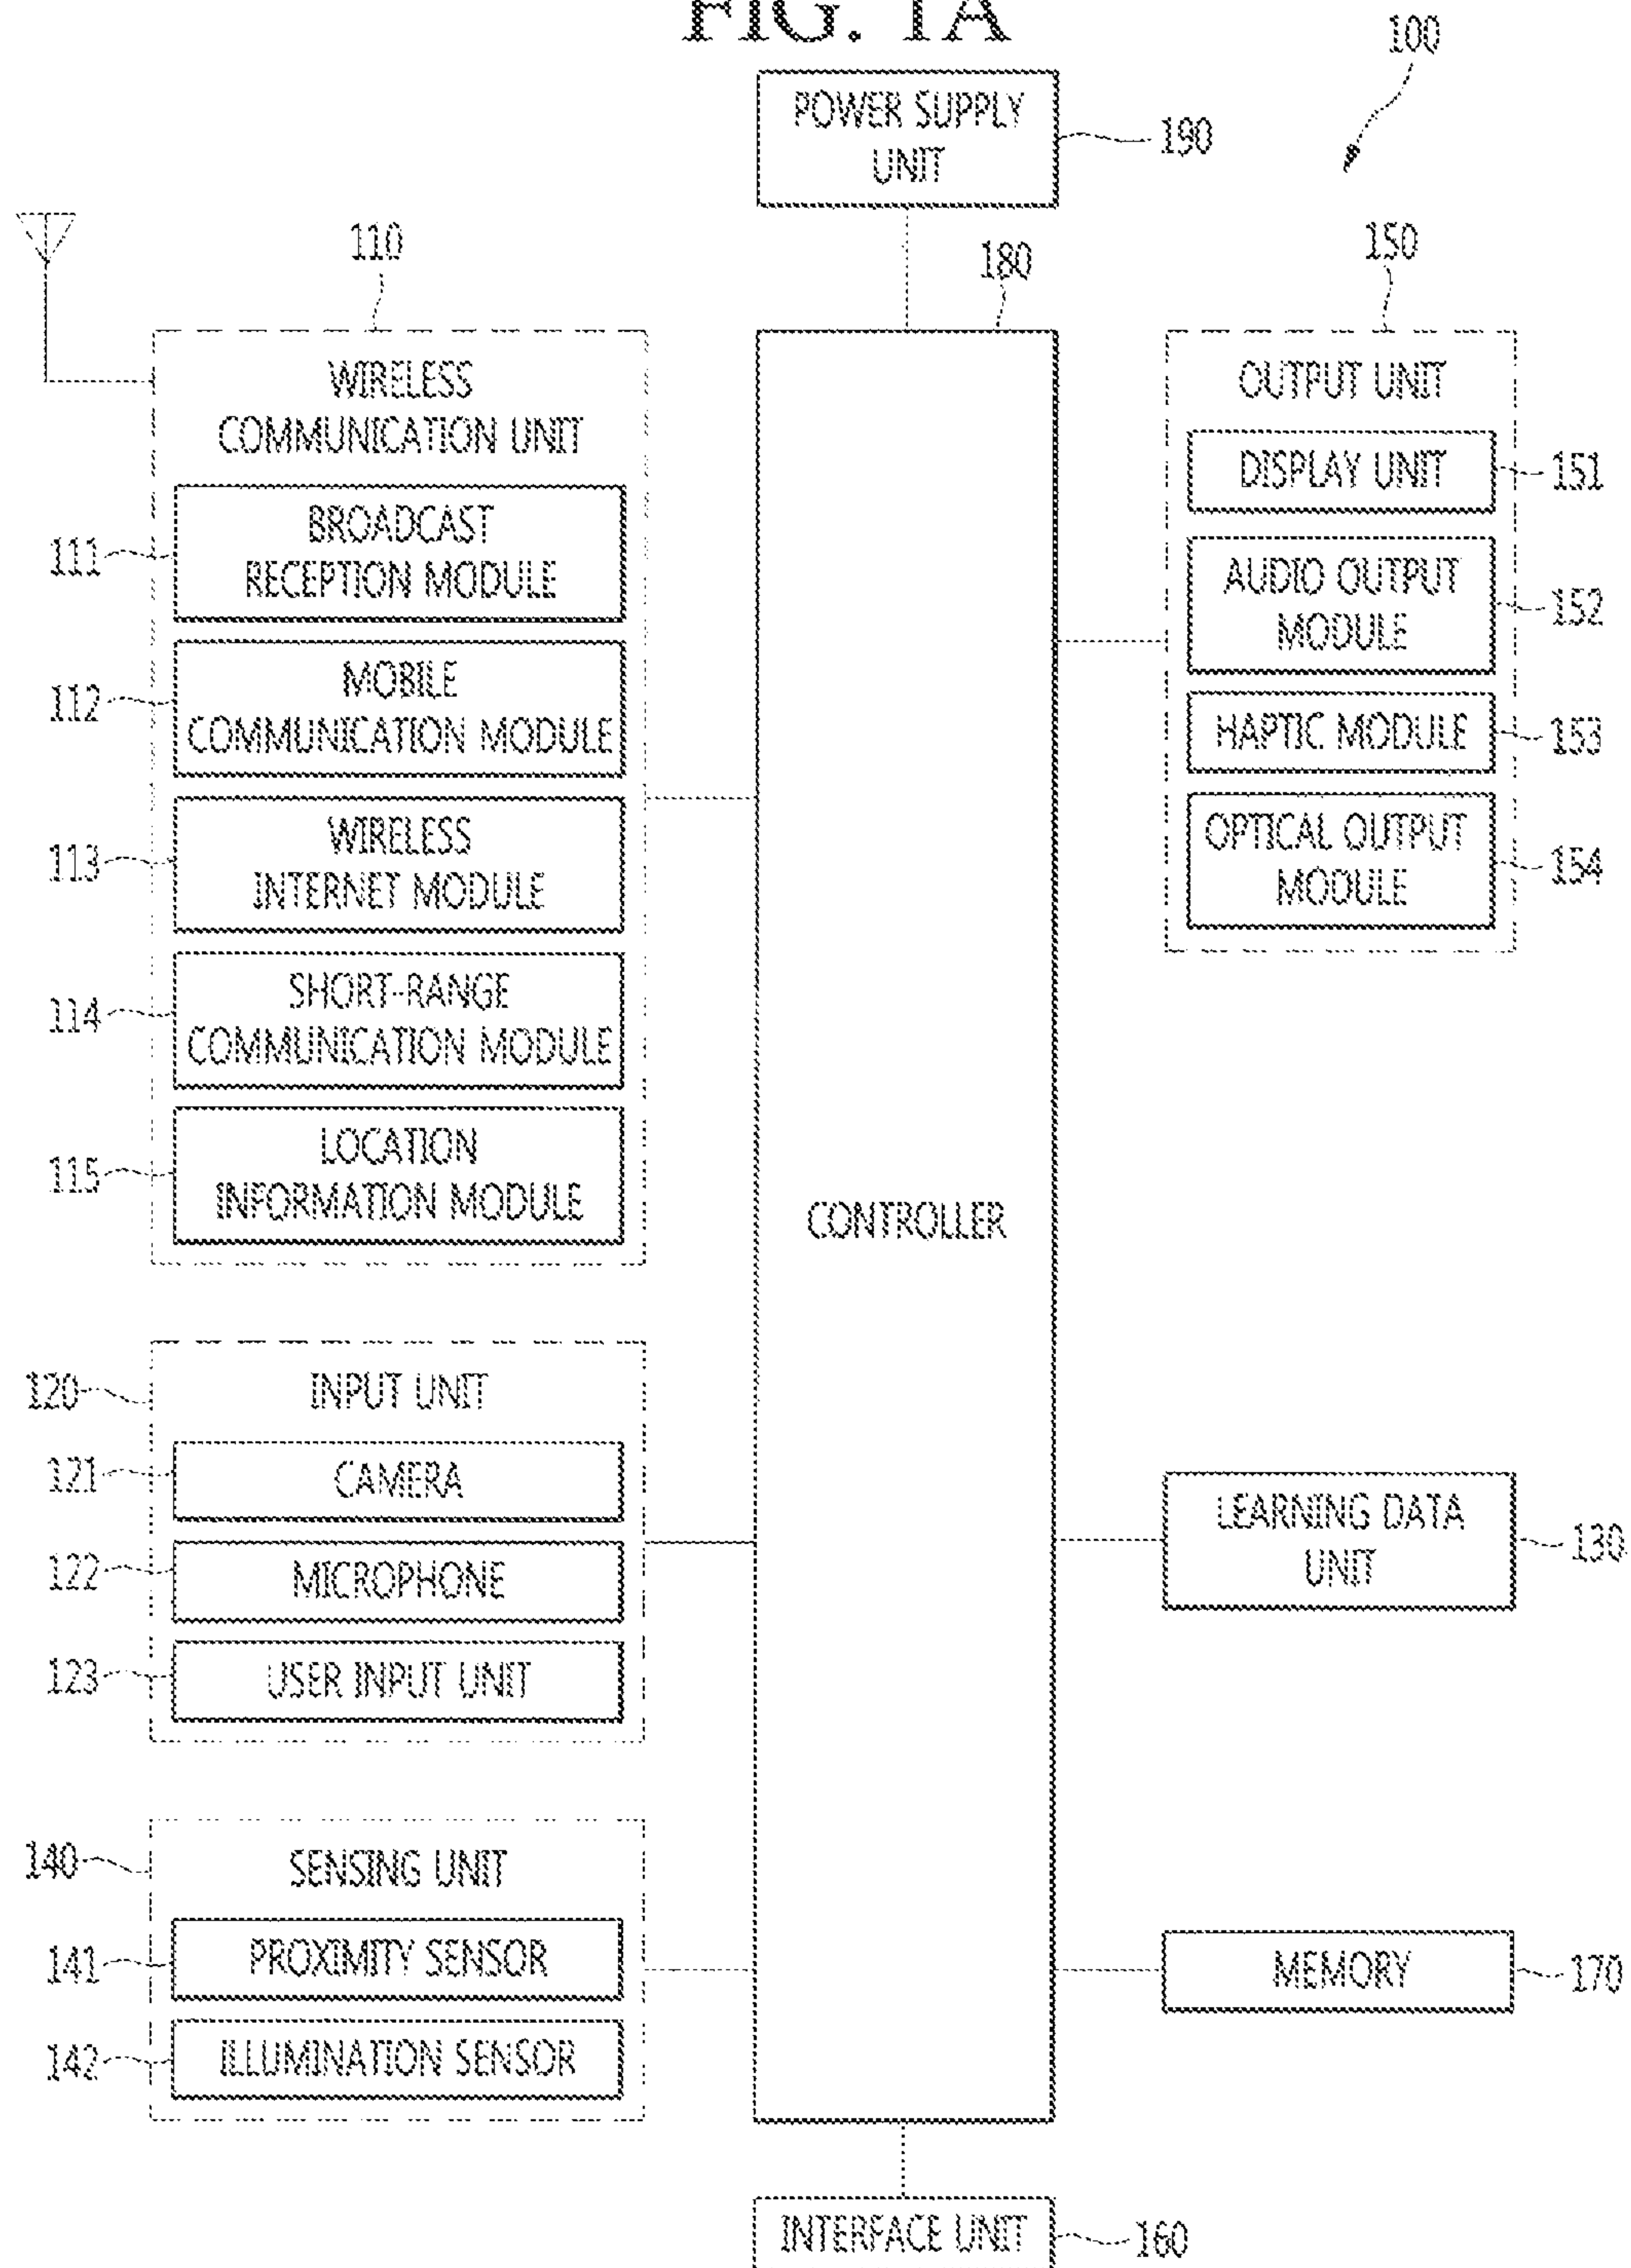 FIG. 1A
100
POWER SUPPLY
UNIT
190
110
180
150
WIRELESS
COMMUNICATION UNIT
111
BROADCAST
RECEPTION MODULE
112
MOBILE
COMMUNICATION MODULE
113
WIRELESS
INTERNET MODULE
114
SHORT-RANGE
COMMUNICATION MODULE
115
LOCATION
INFORMATION MODULE
120
INPUT UNIT
121
CAMERA
122
MICROPHONE
123
USER INPUT UNIT
140
SENSING UNIT
141
PROXIMITY SENSOR
142
ILLUMINATION SENSOR
CONTROLLER
OUTPUT UNIT
DISPLAY UNIT
151
AUDIO OUTPUT
MODULE
152
HAPTIC MODULE
153
OPTICAL OUTPUT
MODULE
154
LEARNING DATA
UNIT
130
MEMORY
170
INTERFACE UNIT
160